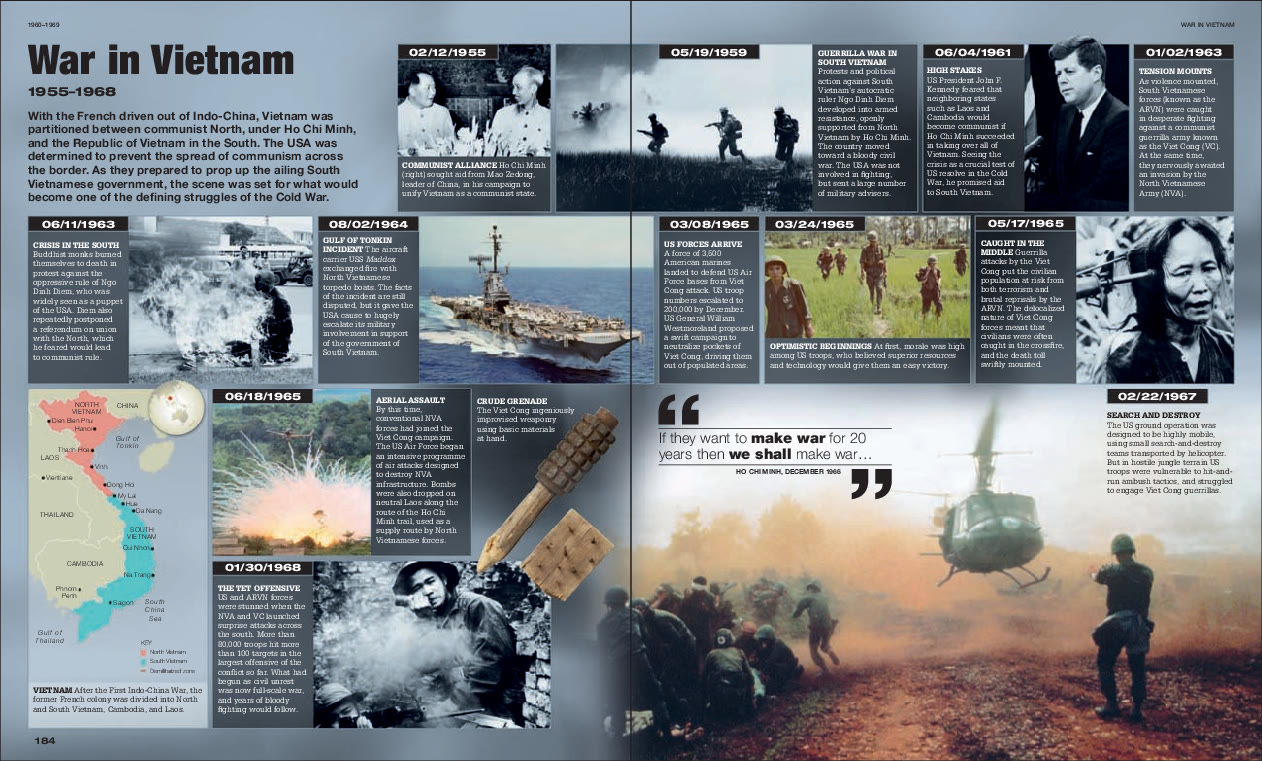 1960–1969
WAR IN VIETNAM
War in Vietnam
1955–1968
With the French driven out of Indo-China, Vietnam was
partitioned between communist North, under Ho Chi Minh,
and the Republic of Vietnam in the South. The USA was
determined to prevent the spread of communism across
the border. As they prepared to prop up the ailing South
Vietnamese government, the scene was set for what would
become one of the defining struggles of the Cold War.
02/12/1955
COMMUNIST ALLIANCE Ho Chi Minh
(right) sought aid from Mao Zedong,
leader of China, in his campaign to
unify Vietnam as a communist state.
05/19/1959
GUERRILLA WAR IN
SOUTH VIETNAM
Protests and political
action against South
Vietnam's autocratic
ruler Ngo Dinh Diem
developed into armed
resistance, openly
supported from North
Vietnam by Ho Chi Minh.
The country moved
toward a bloody civil
war. The USA was not
involved in fighting,
but sent a large number
of military advisers.
06/04/1961
HIGH STAKES
US President John F.
Kennedy feared that
neighboring states
such as Laos and
Cambodia would
become communist if
Ho Chi Minh succeeded
in taking over all of
Vietnam. Seeing the
crisis as a crucial test of
US resolve in the Cold
War, he promised aid
to South Vietnam.
01/02/1963
TENSION MOUNTS
As violence mounted,
South Vietnamese
forces (known as the
ARVN) were caught
in desperate fighting
against a communist
guerrilla army known
as the Viet Cong (VC).
At the same time,
they nervously awaited
an invasion by the
North Vietnamese
Army (NVA).
06/11/1963
CRISIS IN THE SOUTH
Buddhist monks burned
themselves to death in
protest against the
oppressive rule of Ngo
Dinh Diem, who was
widely seen as a puppet
of the USA. Diem also
repeatedly postponed
a referendum on union
with the North, which
he feared would lead
to communist rule.
08/02/1964
GULF OF TONKIN
INCIDENT The aircraft
carrier USS Maddox
exchanged fire with
North Vietnamese
torpedo boats. The facts
of the incident are still
disputed, but it gave the
USA cause to hugely
escalate its military
involvement in support
of the government of
South Vietnam.
03/08/1965
US FORCES ARRIVE
A force of 3,500
American marines
landed to defend US Air
Force bases from Viet
Cong attack. US troop
numbers escalated to
200,000 by December.
US General William
Westmoreland proposed
a swift campaign to
neutralize pockets of
Viet Cong, driving them
out of populated areas.
03/24/1965
OPTIMISTIC BEGINNINGS At first, morale was high
among US troops, who believed superior resources
and technology would give them an easy victory.
05/17/1965
CAUGHT IN THE
MIDDLE Guerrilla
attacks by the Viet
Cong put the civilian
population at risk from
both terrorism and
brutal reprisals by the
ARVN. The delocalized
nature of Viet Cong
forces meant that
civilians were often
caught in the crossfire,
and the death toll
swiftly mounted.
NORTH
VIETNAM
CHINA
Dien Bien Phu
Hanoi
Gulf of
Tonkin
Tham Hoa
LAOS
Vinh
Vientiane
Dong Hoi
My Lai
Hue
Da Nang
THAILAND
SOUTH
VIETNAM
Qui Nhon
CAMBODIA
Na Trang
Phnom
Penh
Saigon
South
China
Sea
Gulf of
Thailand
KEY
North Vietnam
South Vietnam
Demilitarized zone
VIETNAM After the First Indo-China War, the
former French colony was divided into North
and South Vietnam, Cambodia, and Laos.
06/18/1965
AERIAL ASSAULT
By this time,
conventional NVA
forces had joined the
Viet Cong campaign.
The US Air Force began
an intensive programme
of air attacks designed
to destroy NVA
infrastructure. Bombs
were also dropped on
neutral Laos along the
route of the Ho Chi
Minh trail, used as a
supply route by North
Vietnamese forces.
CRUDE GRENADE
The Viet Cong ingeniously
improvised weaponry
using basic materials
at hand.
01/30/1968
THE TET OFFENSIVE
US and ARVN forces
were stunned when the
NVA and VC launched
surprise attacks across
the south. More than
80,000 troops hit more
than 100 targets in the
largest offensive of the
conflict so far. What had
begun as civil unrest
was now full-scale war,
and years of bloody
fighting would follow.
“
If they want to make war for 20
years then we shall make war…
HO CHI MINH, DECEMBER 1966
”
02/22/1967
SEARCH AND DESTROY
The US ground operation was
designed to be highly mobile,
using small search-and-destroy
teams transported by helicopter.
But in hostile jungle terrain US
troops were vulnerable to hit-and-
run ambush tactics, and struggled
to engage Viet Cong guerrillas.
184